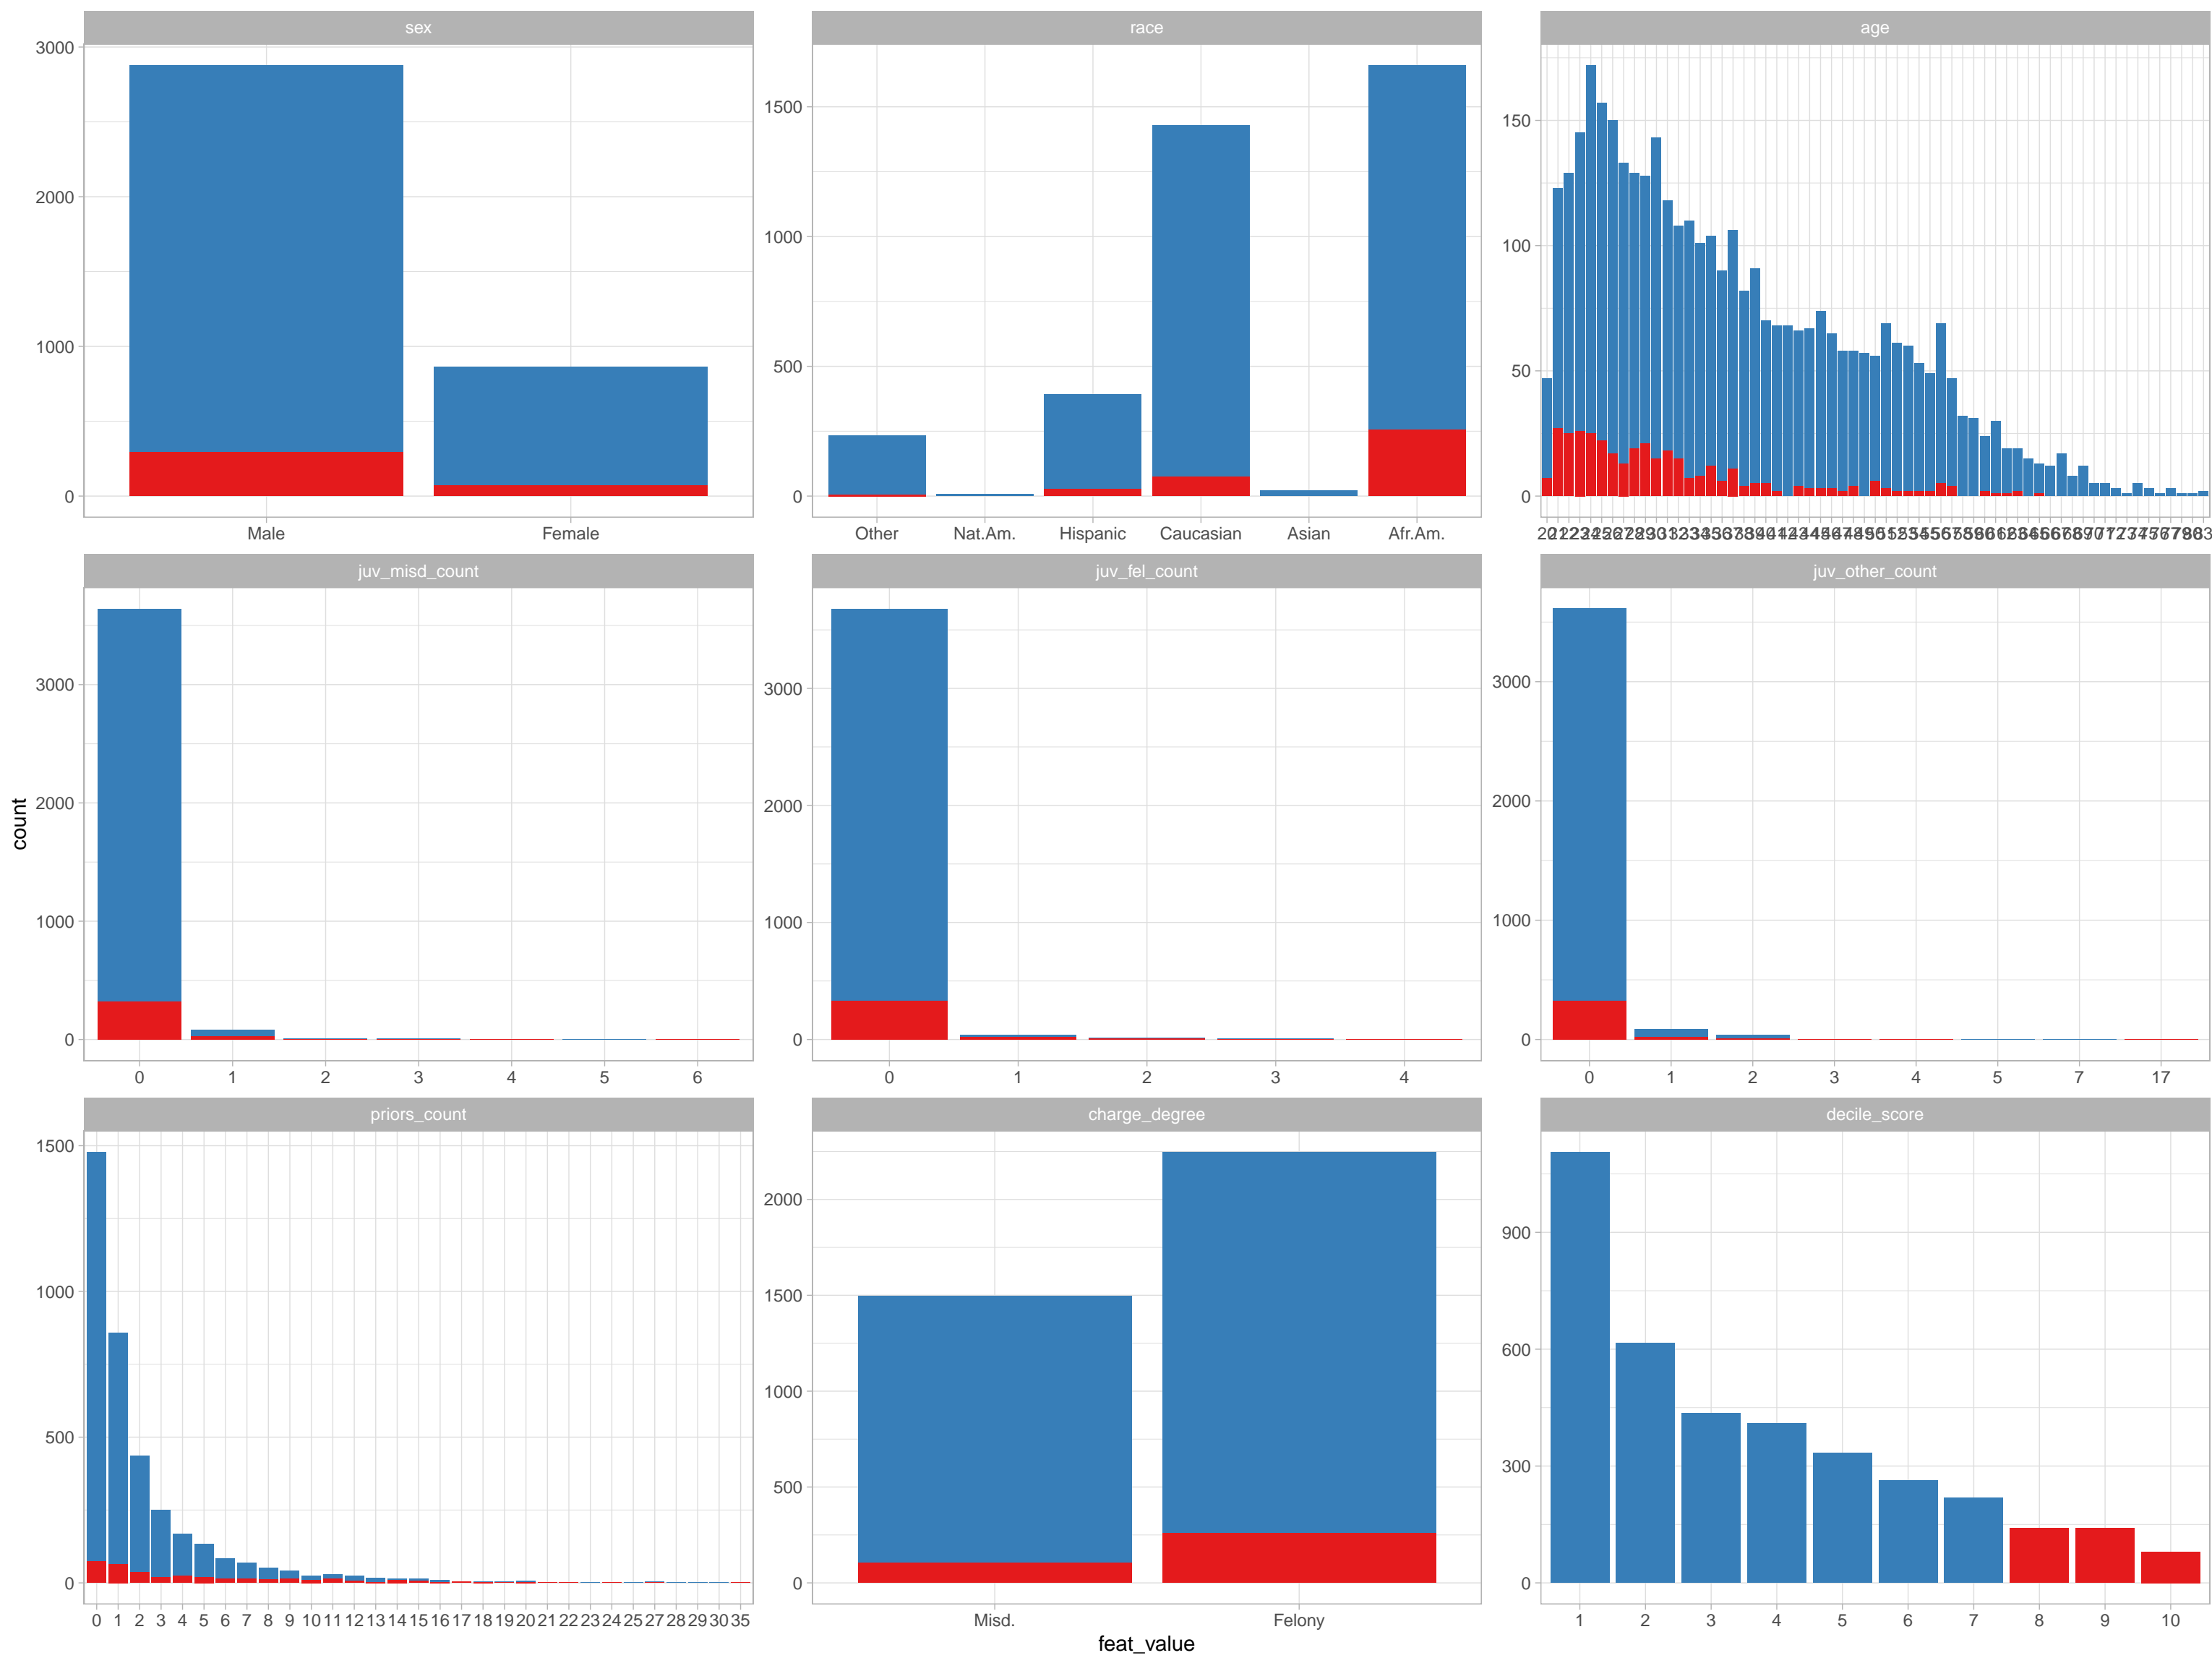 sex
3000
2000
1000
0
Male Female
race
1500
1000
500
0
Other Nat.Am. Hispanic Caucasian Asian Afr.Am.
age
150
100
50
0
juv_misd_count
3000
2000
1000
0
0 1 2 3 4 5 6
juv_fel_count
3000
2000
1000
0
0 1 2 3 4
juv_other_count
3000
2000
1000
0
0 1 2 3 4 5 7 17
count
priors_count
1500
1000
500
0
0 1 2 3 4 5 6 7 8 9 10 11 12 13 14 15 16 17 18 19 20 21 22 23 24 25 27 28 29 30 35
charge_degree
2000
1500
1000
500
0
Misd. Felony
decile_score
900
600
300
0
1 2 3 4 5 6 7 8 9 10
feat_value